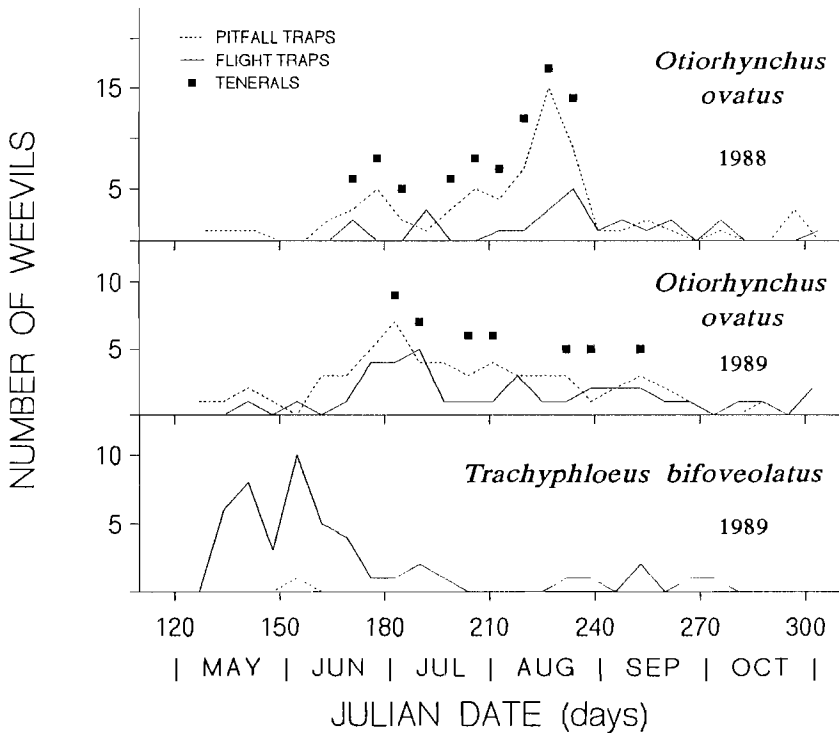 PITFALL TRAPS
FLIGHT TRAPS
TENERALS
Otiorhynchus
ovatus
1988
15
5
Otiorhynchus
ovatus
1989
10
5
Trachyphloeus bifoveolatus
1989
10
5
NUMBER OF WEEVILS
120 150 180 210 240 270 300
| MAY | JUN | JUL | AUG | SEP | OCT |
JULIAN DATE (days)